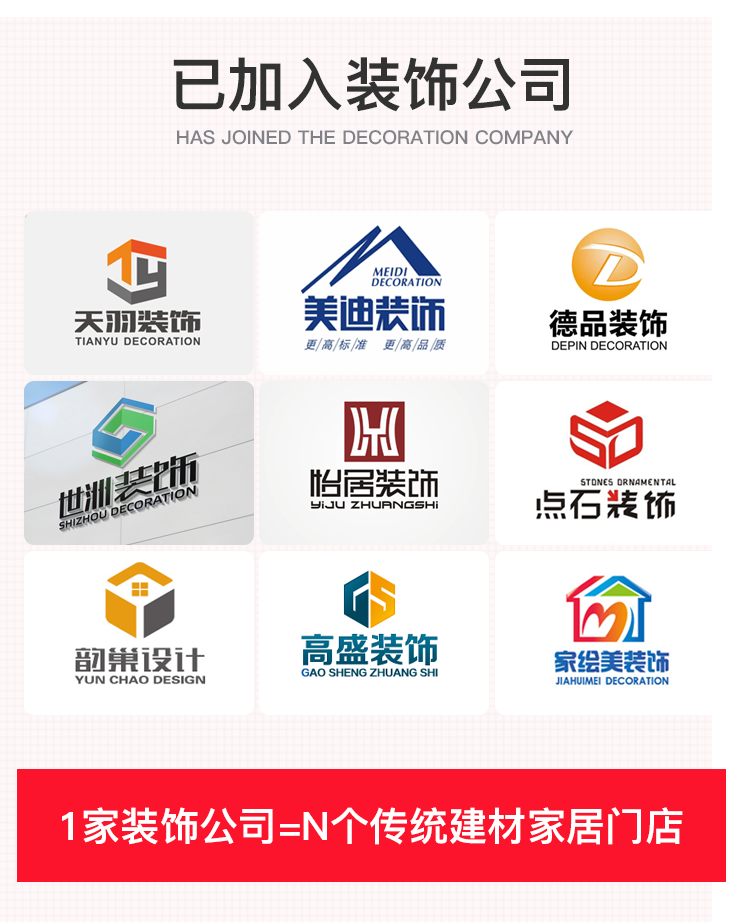 已加入装饰公司
HAS JOINED THE DECORATION COMPANY
TY
天羽装饰
TIANYU DECORATION
MEIDI
DECORATION
美迪装饰
更/高/标/准 更/高/品/质
D
德品装饰
DEPIN DECORATION
世洲装饰
SHIZHOU DECORATION
怡居装饰
YiJU ZHUANGSHi
STONES ORNAMENTAL
点石装饰
韵巢设计
YUN CHAO DESIGN
GS
高盛装饰
GAO SHENG ZHUANG SHI
家绘美装饰
JIAHUIMEI DECORATION
1家装饰公司=N个传统建材家居门店